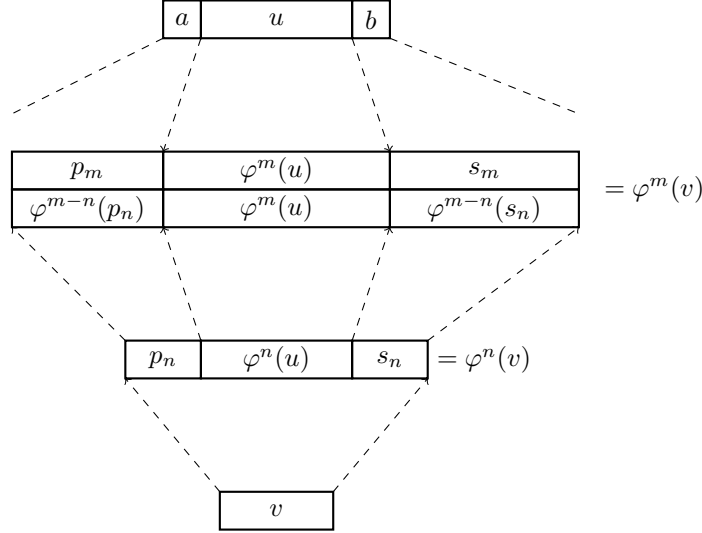 a u b
p_m φ^m(u) s_m
φ^{m−n}(p_n) φ^m(u) φ^{m−n}(s_n) = φ^m(v)
p_n φ^n(u) s_n = φ^n(v)
v